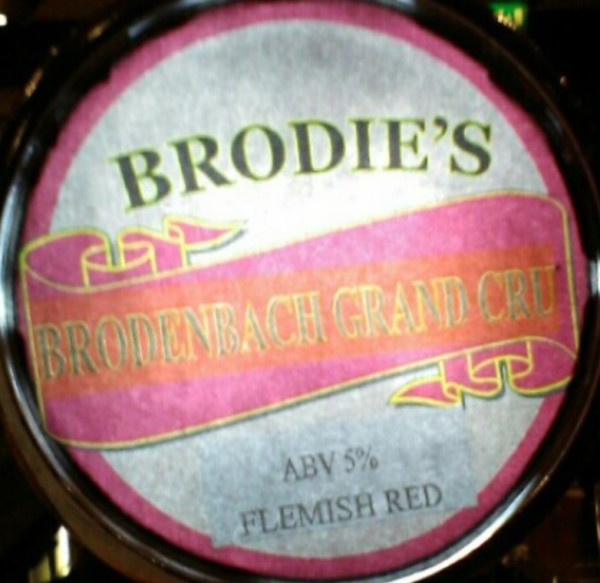 BRODIE'S
BRODENBACH GRAND CRU
ABV 5%
FLEMISH RED